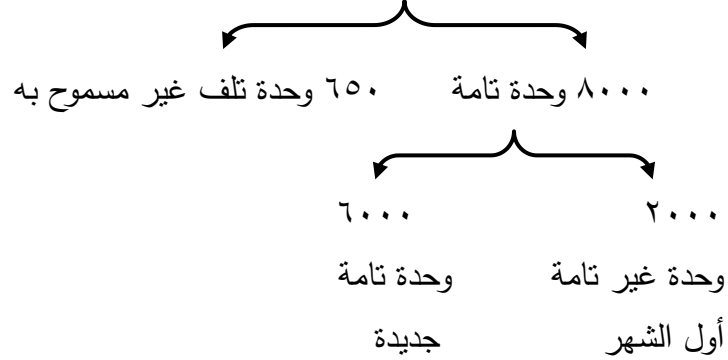 ٨٠٠٠ وحدة تامة ٦٥٠ وحدة تلف غير مسموح به
٢٠٠٠ ٦٠٠٠
وحدة غير تامة وحدة تامة
أول الشهر جديدة